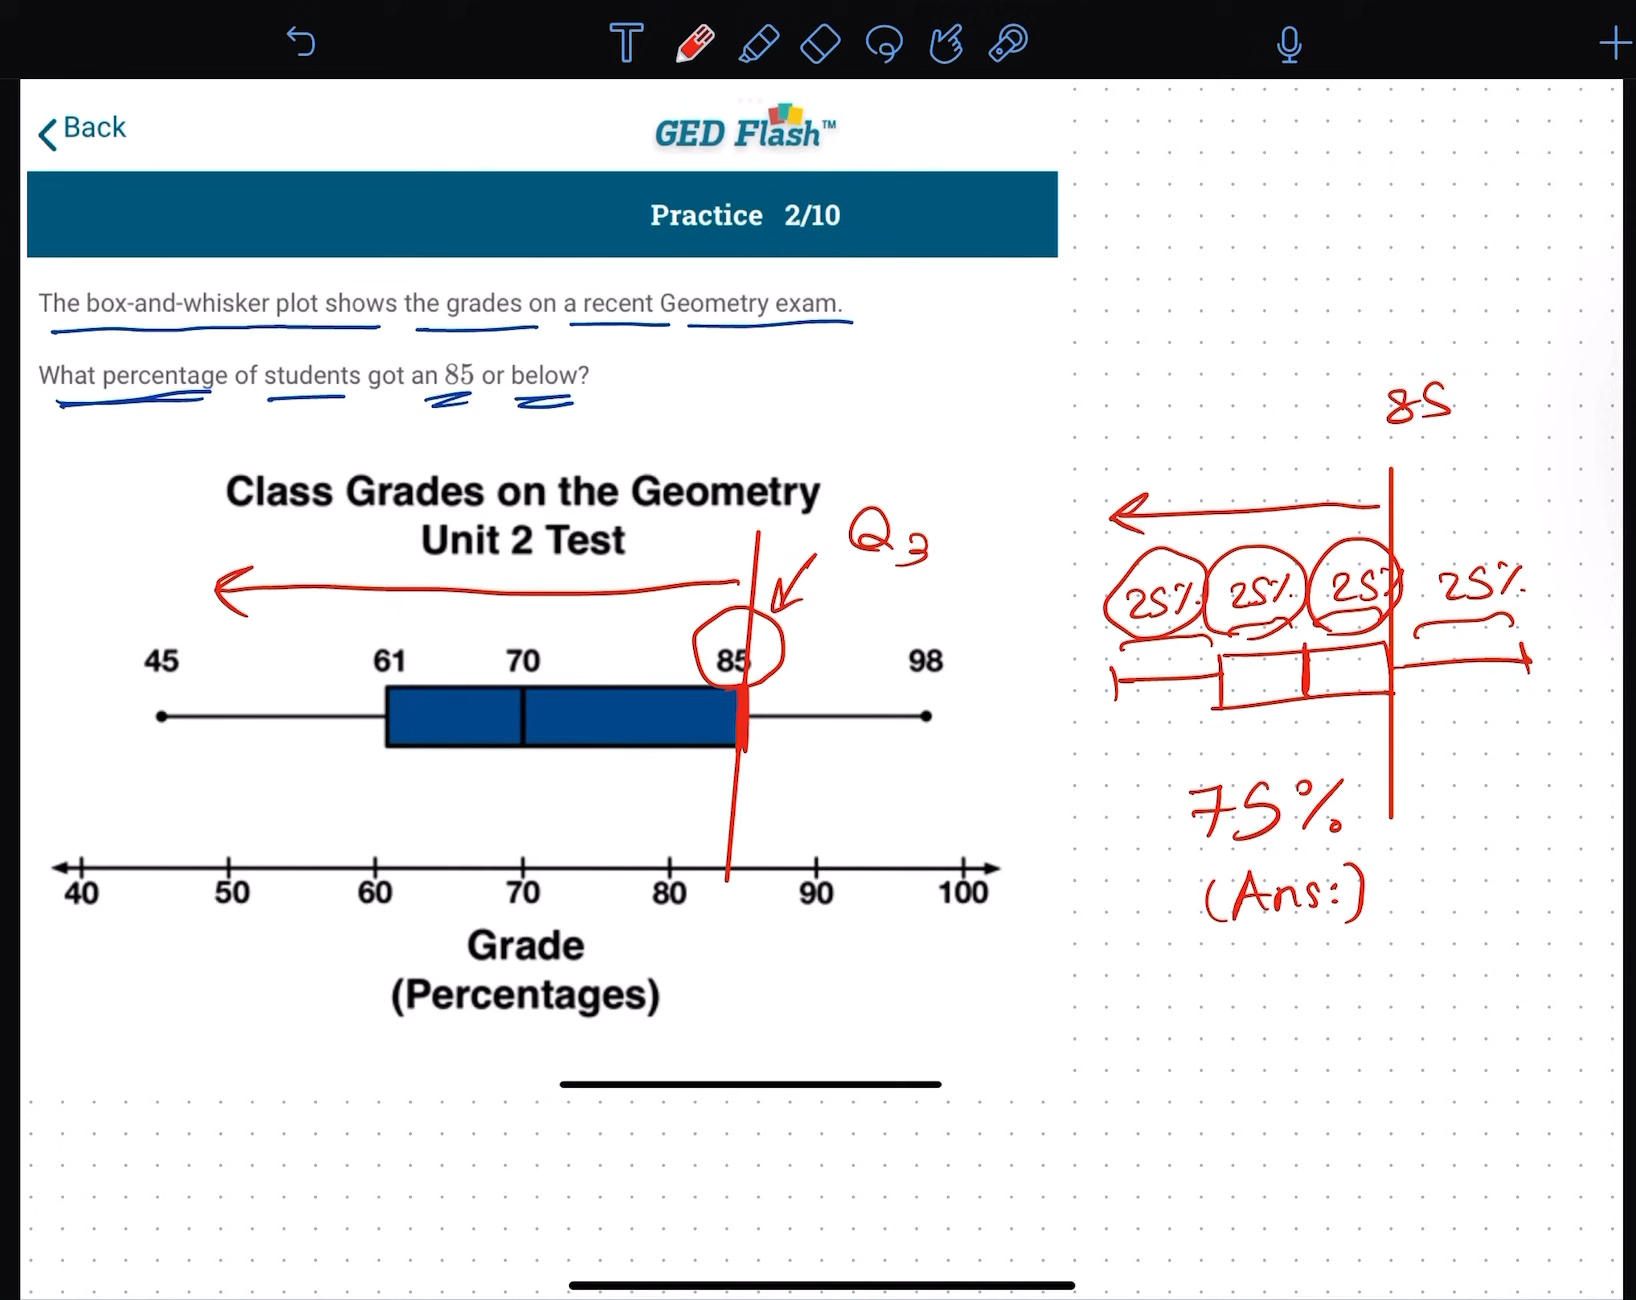 Back
GED Flash™
Practice 2/10
The box-and-whisker plot shows the grades on a recent Geometry exam.
What percentage of students got an 85 or below?
85
Class Grades on the Geometry
Unit 2 Test
Q3
25% 25% 25% 25%
45 61 70 85 98
75%
(Ans:)
40 50 60 70 80 90 100
Grade
(Percentages)